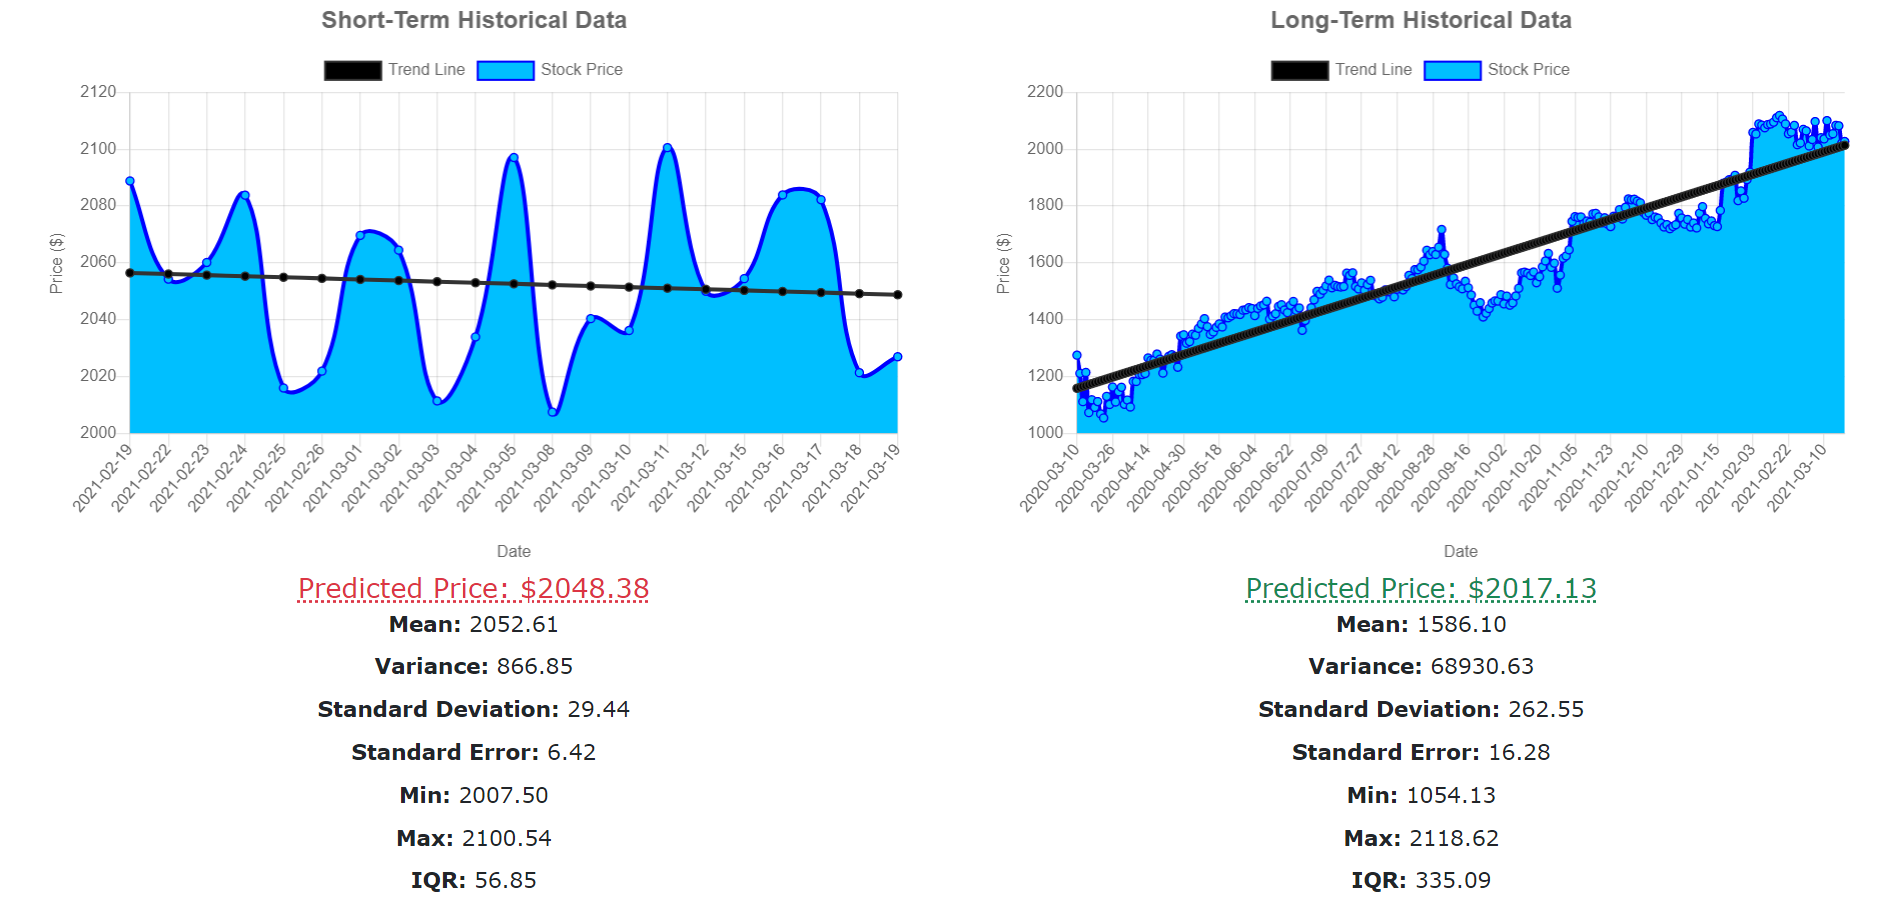 Short-Term Historical Data
Trend Line Stock Price
2120
2100
2080
2060
2040
2020
2000
Price ($)
2021-02-19
2021-02-22
2021-02-23
2021-02-24
2021-02-25
2021-02-26
2021-03-01
2021-03-02
2021-03-03
2021-03-04
2021-03-05
2021-03-08
2021-03-09
2021-03-10
2021-03-11
2021-03-12
2021-03-15
2021-03-16
2021-03-17
2021-03-18
2021-03-19
Date
Predicted Price: $2048.38
Mean: 2052.61
Variance: 866.85
Standard Deviation: 29.44
Standard Error: 6.42
Min: 2007.50
Max: 2100.54
IQR: 56.85
Long-Term Historical Data
Trend Line Stock Price
2200
2000
1800
1600
1400
1200
1000
Price ($)
2020-03-10
2020-03-26
2020-04-14
2020-04-30
2020-05-18
2020-06-04
2020-06-22
2020-07-09
2020-07-27
2020-08-12
2020-08-28
2020-09-16
2020-10-02
2020-10-20
2020-11-05
2020-11-23
2020-12-10
2020-12-29
2021-01-15
2021-02-03
2021-02-22
2021-03-10
Date
Predicted Price: $2017.13
Mean: 1586.10
Variance: 68930.63
Standard Deviation: 262.55
Standard Error: 16.28
Min: 1054.13
Max: 2118.62
IQR: 335.09